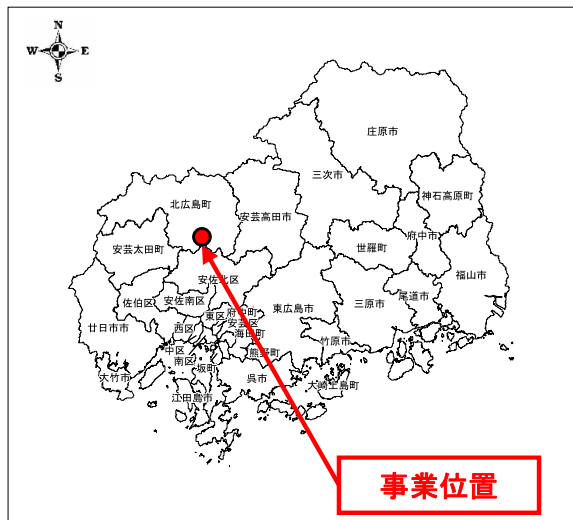 N
W E
S
庄原市
三次市
神石高原町
北広島町
安芸高田市
府中市
安芸太田町
世羅町
福山市
安佐北区
佐伯区
安佐南区
府中町
東区
安芸区
東広島市
三原市
尾道市
廿日市市
西区
海田町
竹原市
中区
熊野町
南区
坂町
大竹市
呉市
大崎上島町
江田島市
事業位置